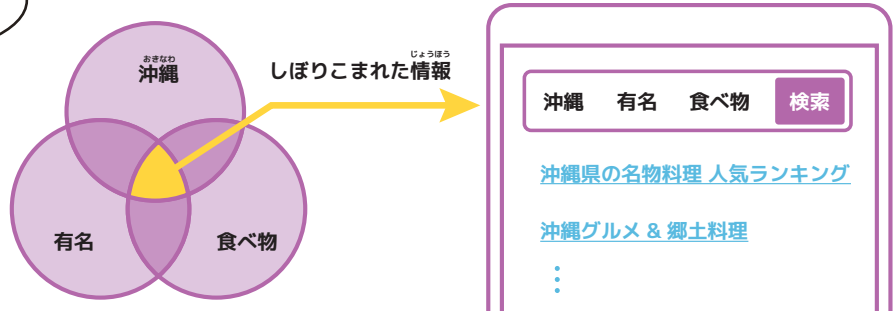 おきなわ
沖縄
有名
食べ物
じょうほう
しぼりこまれた情報
沖縄 有名 食べ物 検索
沖縄県の名物料理 人気ランキング
沖縄グルメ & 郷土料理
⋮